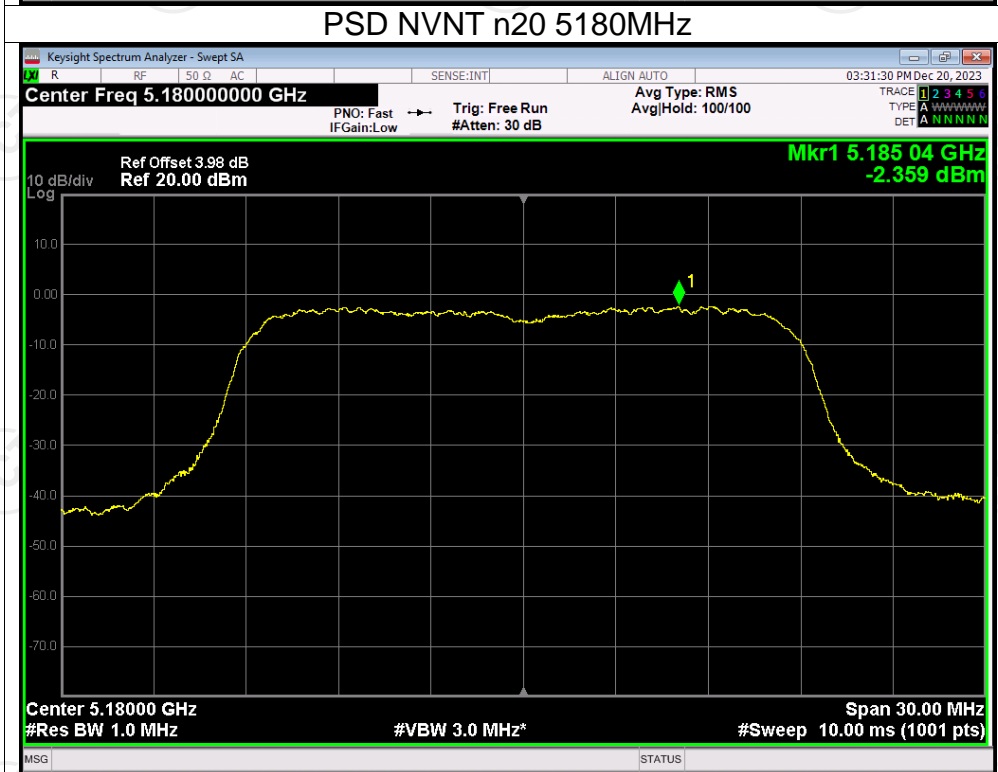 PSD NVNT n20 5180MHz
Keysight Spectrum Analyzer - Swept SA
LXI R RF 50 Ω AC SENSE:INT ALIGN AUTO 03:31:30 PM Dec 20, 2023
Center Freq 5.180000000 GHz
PNO: Fast
IFGain:Low
Trig: Free Run
#Atten: 30 dB
Avg Type: RMS
Avg|Hold: 100/100
TRACE 1 2 3 4 5 6
TYPE A WWWWW
DET A N N N N N
Mkr1 5.185 04 GHz
-2.359 dBm
Ref Offset 3.98 dB
10 dB/div Ref 20.00 dBm
Log
10.0
0.00
-10.0
-20.0
-30.0
-40.0
-50.0
-60.0
-70.0
1
Center 5.18000 GHz Span 30.00 MHz
#Res BW 1.0 MHz #VBW 3.0 MHz* #Sweep 10.00 ms (1001 pts)
MSG STATUS